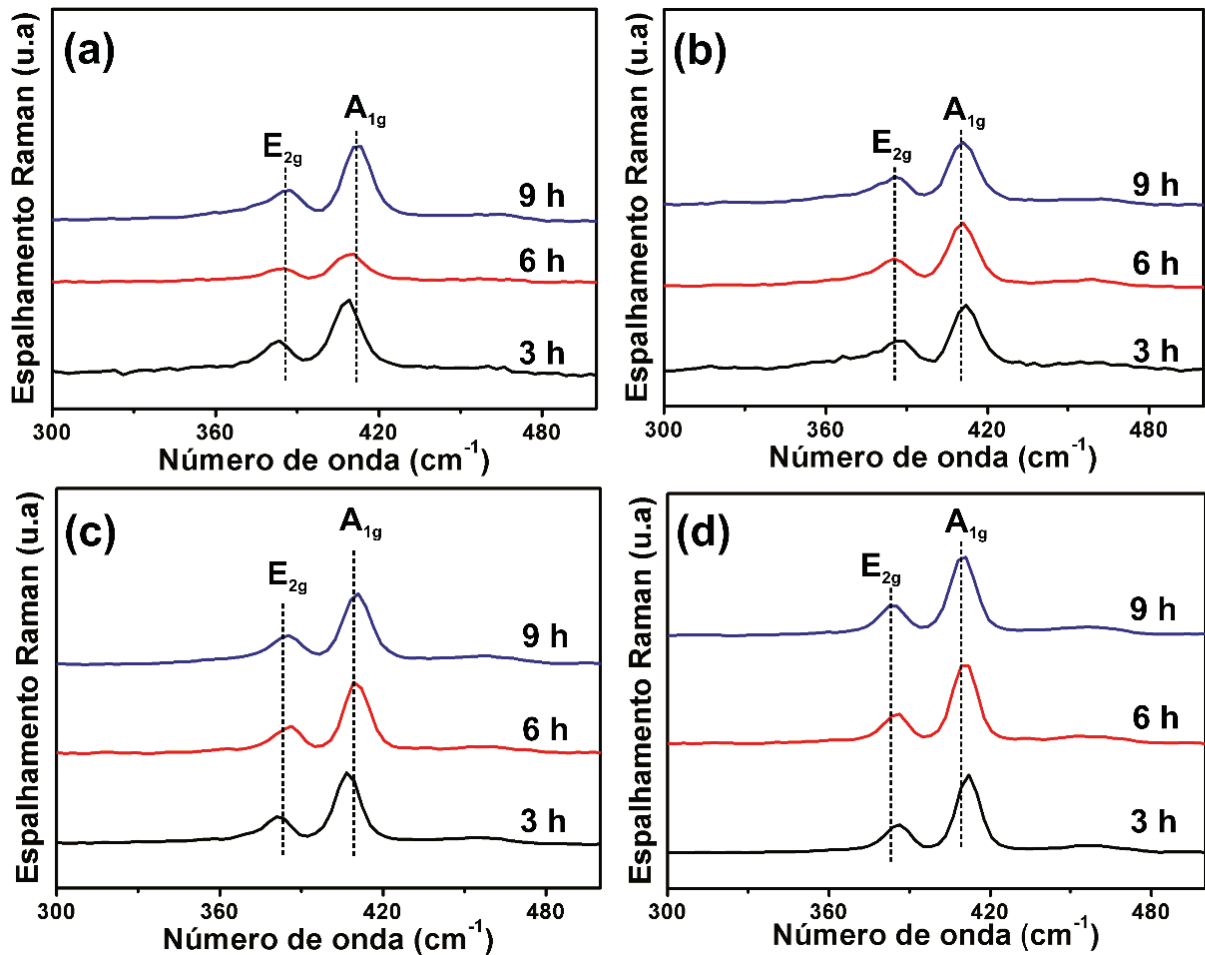 (a)
Espalhamento Raman (u.a)
E2g
A1g
9 h
6 h
3 h
300 360 420 480
Número de onda (cm-1)
(b)
Espalhamento Raman (u.a)
E2g
A1g
9 h
6 h
3 h
300 360 420 480
Número de onda (cm-1)
(c)
Espalhamento Raman (u.a)
E2g
A1g
9 h
6 h
3 h
300 360 420 480
Número de onda (cm-1)
(d)
Espalhamento Raman (u.a)
E2g
A1g
9 h
6 h
3 h
300 360 420 480
Número de onda (cm-1)